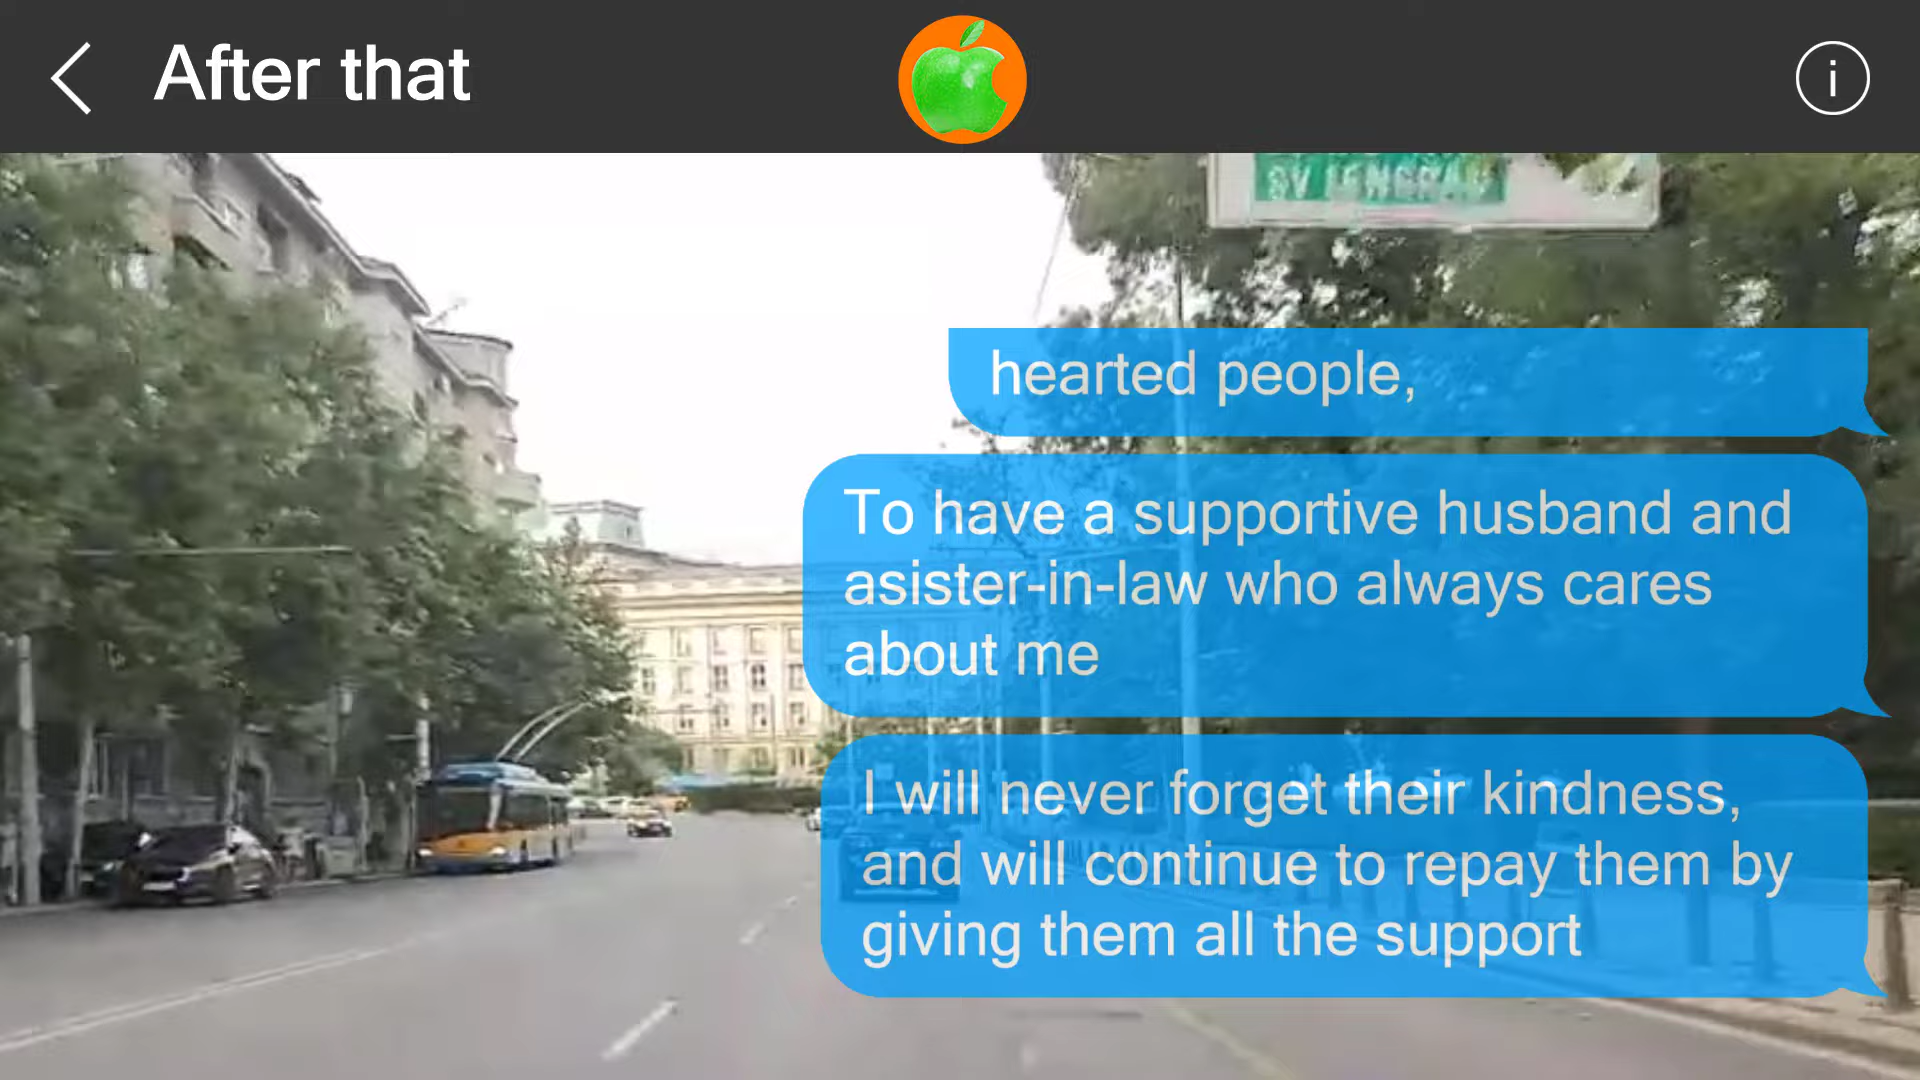 After that
hearted people,
To have a supportive husband and
asister-in-law who always cares
about me
I will never forget their kindness,
and will continue to repay them by
giving them all the support